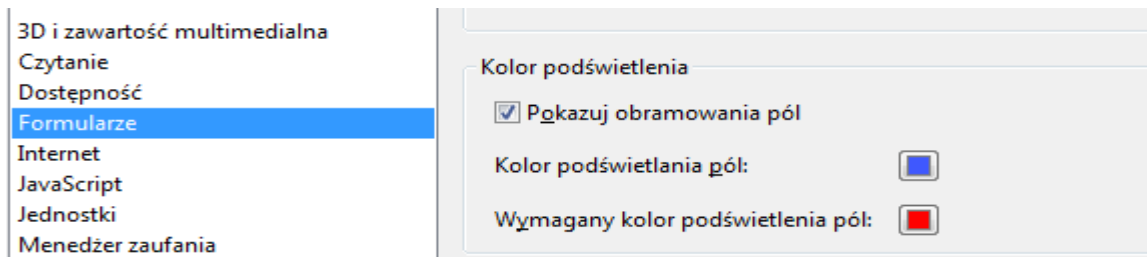 3D i zawartość multimedialna
Czytanie
Dostępność
Formularze
Internet
JavaScript
Jednostki
Menedżer zaufania
Kolor podświetlenia
Pokazuj obramowania pól
Kolor podświetlania pól:
Wymagany kolor podświetlenia pól: